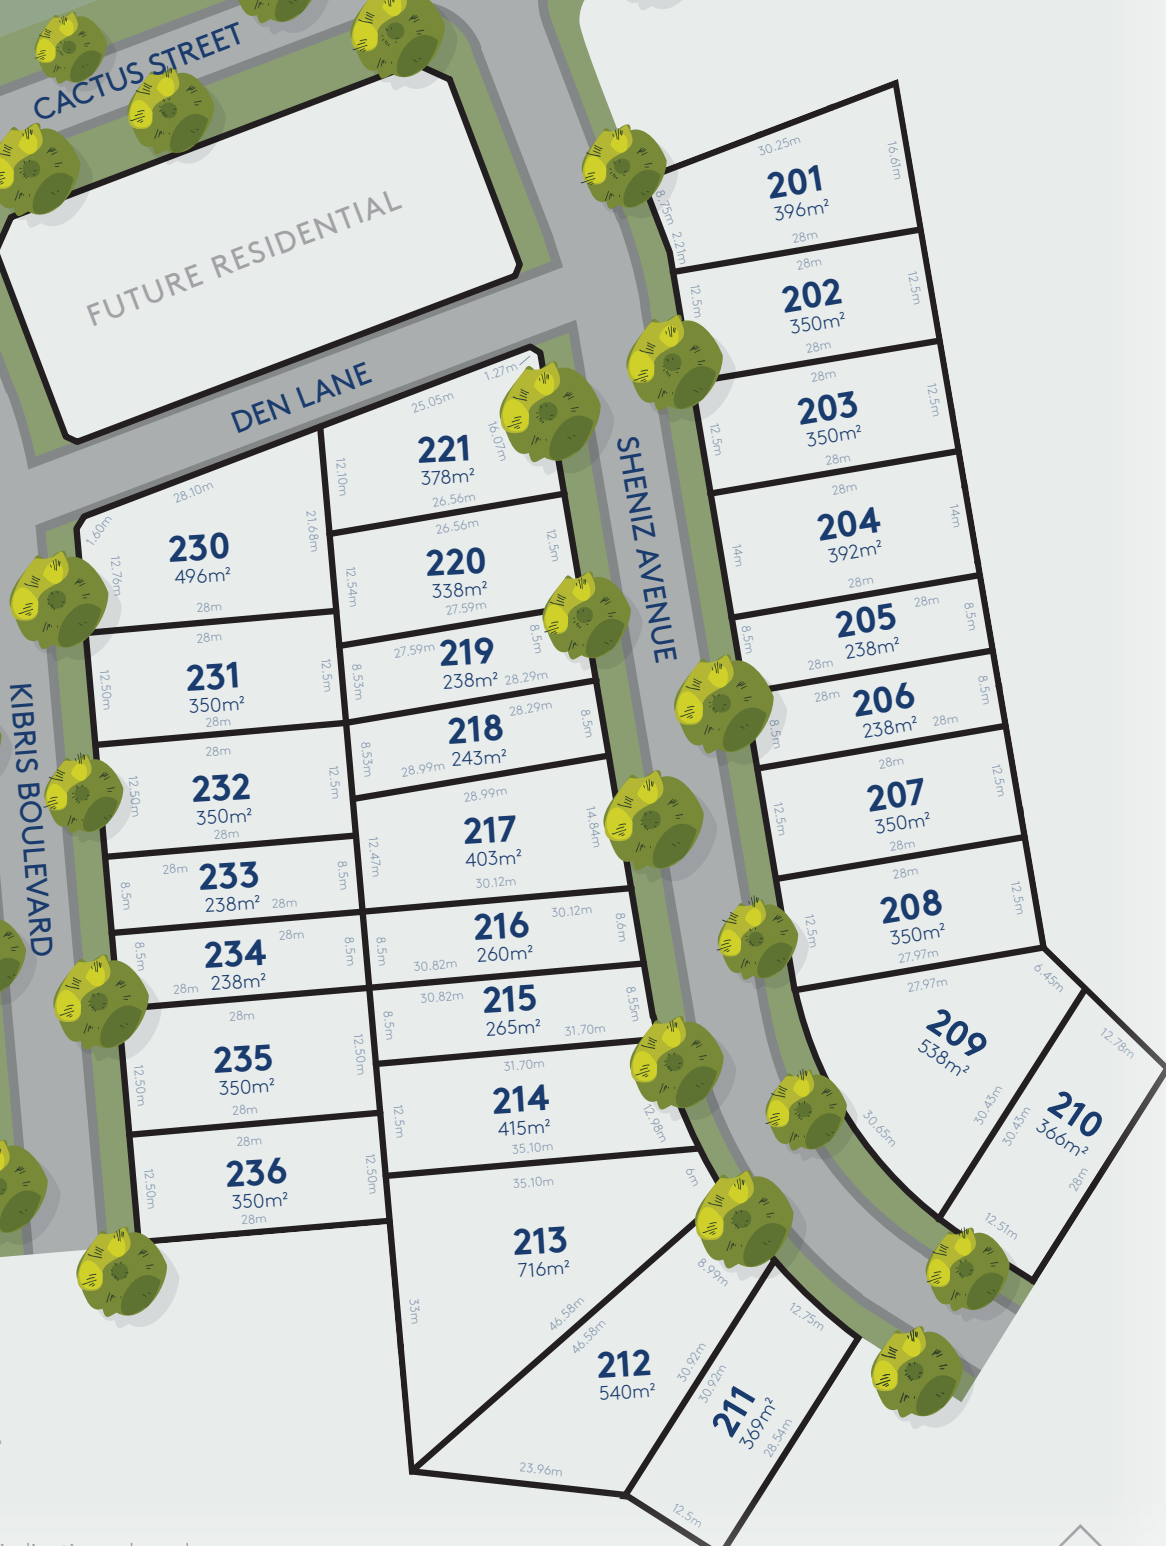 CACTUS STREET
FUTURE RESIDENTIAL
DEN LANE
SHENIZ AVENUE
KIBRIS BOULEVARD
30.25m
16.61m
201
396m²
8.75m
2.21m
28m
28m
12.5m
202
350m²
12.5m
28m
28m
12.5m
203
350m²
12.5m
28m
28m
14m
204
392m²
14m
28m
28m
205
238m²
8.5m
8.5m
28m
28m
206
238m²
8.5m
8.5m
28m
28m
207
350m²
12.5m
12.5m
28m
28m
208
350m²
12.5m
12.5m
27.97m
27.97m
6.45m
209
538m²
30.65m
30.43m
12.78m
210
366m²
30.43m
28m
12.51m
1.27m
25.05m
16.07m
221
378m²
12.10m
26.56m
26.56m
220
338m²
12.5m
12.54m
27.59m
27.59m
219
238m²
8.5m
8.53m
28.29m
28.29m
218
243m²
8.5m
8.53m
28.99m
28.99m
217
403m²
14.84m
12.47m
30.12m
30.12m
216
260m²
8.6m
8.5m
30.82m
30.82m
215
265m²
8.55m
8.5m
31.70m
31.70m
214
415m²
12.98m
12.5m
35.10m
35.10m
6m
213
716m²
33m
46.58m
46.58m
8.99m
212
540m²
30.92m
23.96m
12.75m
30.92m
211
369m²
28.54m
12.5m
28.10m
1.60m
21.68m
230
496m²
12.76m
28m
28m
231
350m²
12.50m
12.5m
28m
28m
232
350m²
12.50m
12.5m
28m
28m
233
238m²
8.5m
8.5m
28m
28m
234
238m²
8.5m
8.5m
28m
28m
235
350m²
12.50m
12.50m
28m
28m
236
350m²
12.50m
12.50m
28m